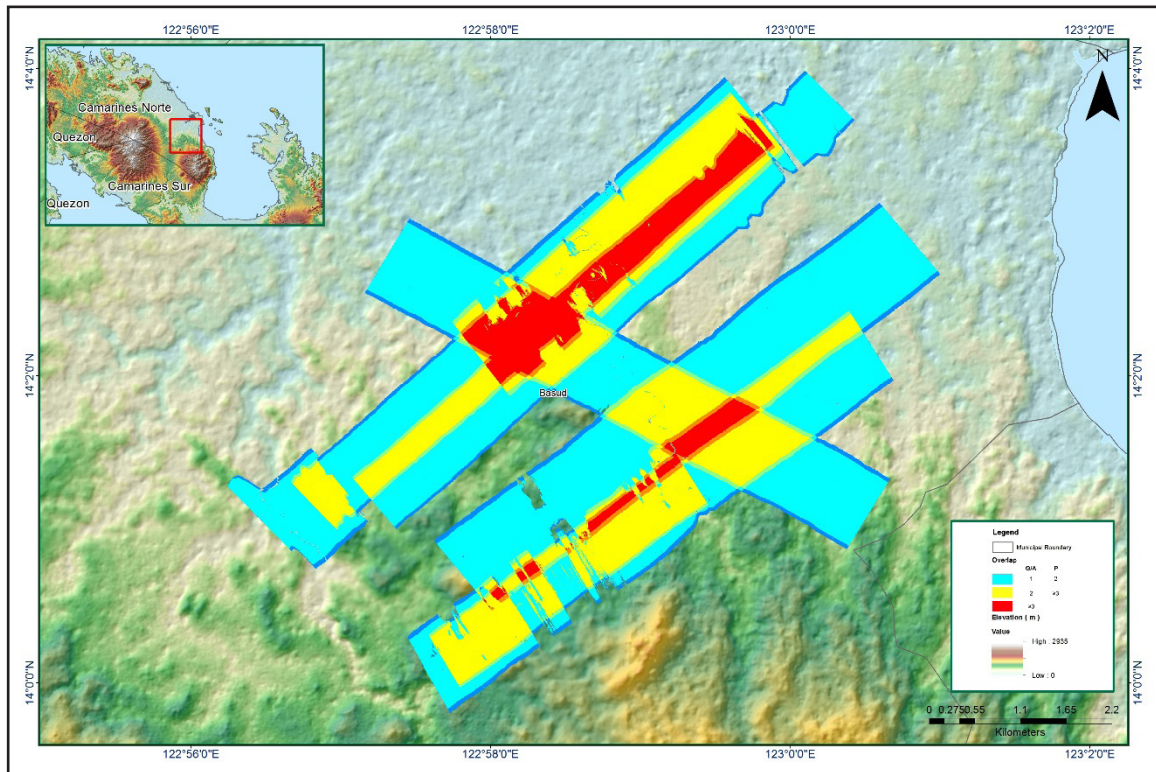 122°56'0"E
122°58'0"E
123°0'0"E
123°2'0"E
14°4'0"N
14°4'0"N
N
Camarines Norte
Quezon
Camarines Sur
Quezon
14°2'0"N
14°2'0"N
Basud
Legend
Municipal Boundary
Overlap
G/A P
1 2
2 ≥3
≥3
Elevation ( m )
Value
High : 2935
Low : 0
14°0'0"N
14°0'0"N
0 0.275 0.55 1.1 1.65 2.2
Kilometers
122°56'0"E
122°58'0"E
123°0'0"E
123°2'0"E